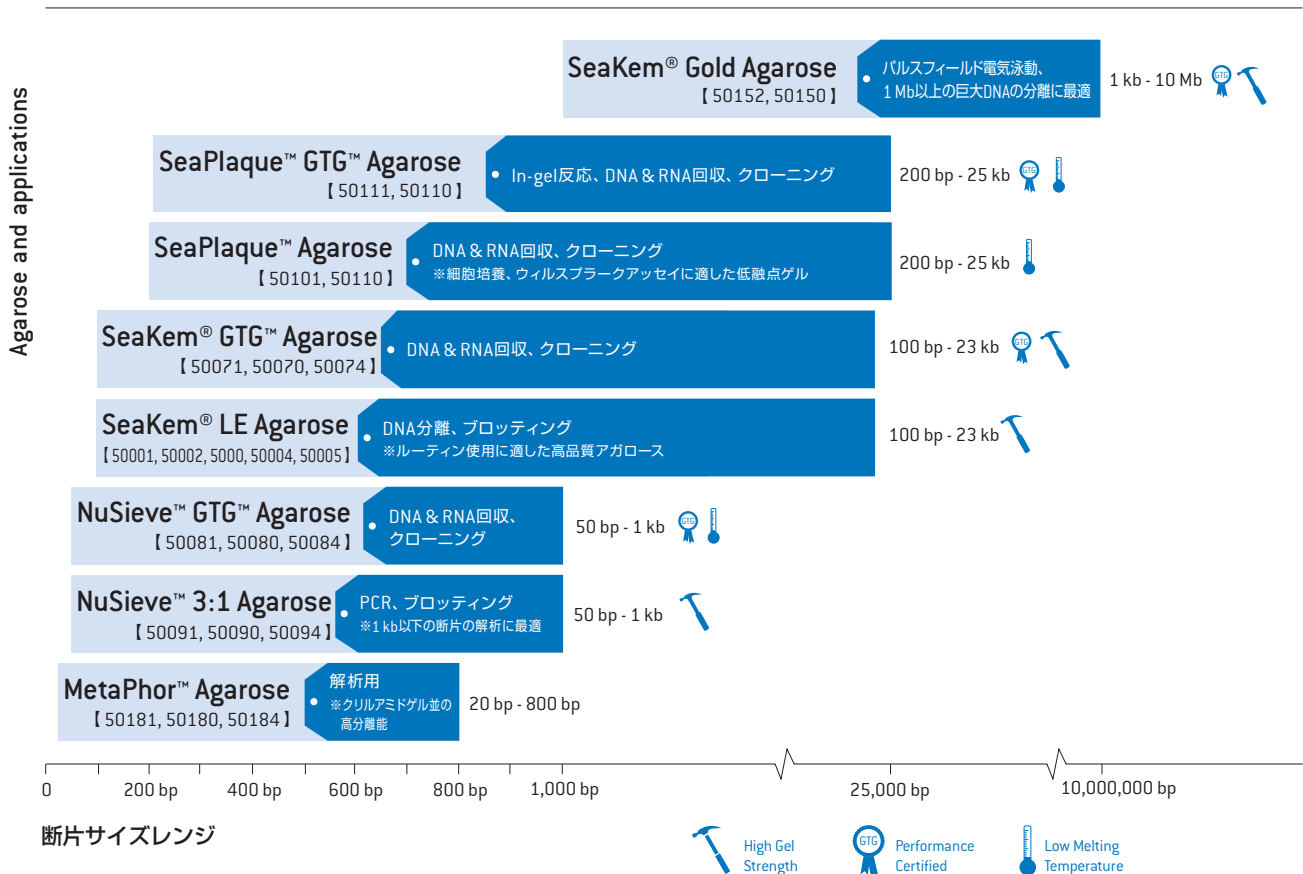 Agarose and applications
SeaKem® Gold Agarose
【 50152, 50150 】
パルスフィールド電気泳動、
1 Mb以上の巨大DNAの分離に最適
1 kb - 10 Mb
GTG
SeaPlaque™ GTG™ Agarose
【 50111, 50110 】
In-gel反応、DNA & RNA回収、クローニング
200 bp - 25 kb
GTG
SeaPlaque™ Agarose
【 50101, 50110 】
DNA & RNA回収、クローニング
※細胞培養、ウィルスプラークアッセイに適した低融点ゲル
200 bp - 25 kb
SeaKem® GTG™ Agarose
【 50071, 50070, 50074 】
DNA & RNA回収、クローニング
100 bp - 23 kb
GTG
SeaKem® LE Agarose
【 50001, 50002, 5000, 50004, 50005 】
DNA分離、ブロッティング
※ルーティン使用に適した高品質アガロース
100 bp - 23 kb
NuSieve™ GTG™ Agarose
【 50081, 50080, 50084 】
DNA & RNA回収、
クローニング
50 bp - 1 kb
GTG
NuSieve™ 3:1 Agarose
【 50091, 50090, 50094 】
PCR、ブロッティング
※1 kb以下の断片の解析に最適
50 bp - 1 kb
MetaPhor™ Agarose
【 50181, 50180, 50184 】
解析用
※クリルアミドゲル並の
高分離能
20 bp - 800 bp
0 200 bp 400 bp 600 bp 800 bp 1,000 bp 25,000 bp 10,000,000 bp
断片サイズレンジ
High Gel
Strength
GTG
Performance
Certified
Low Melting
Temperature